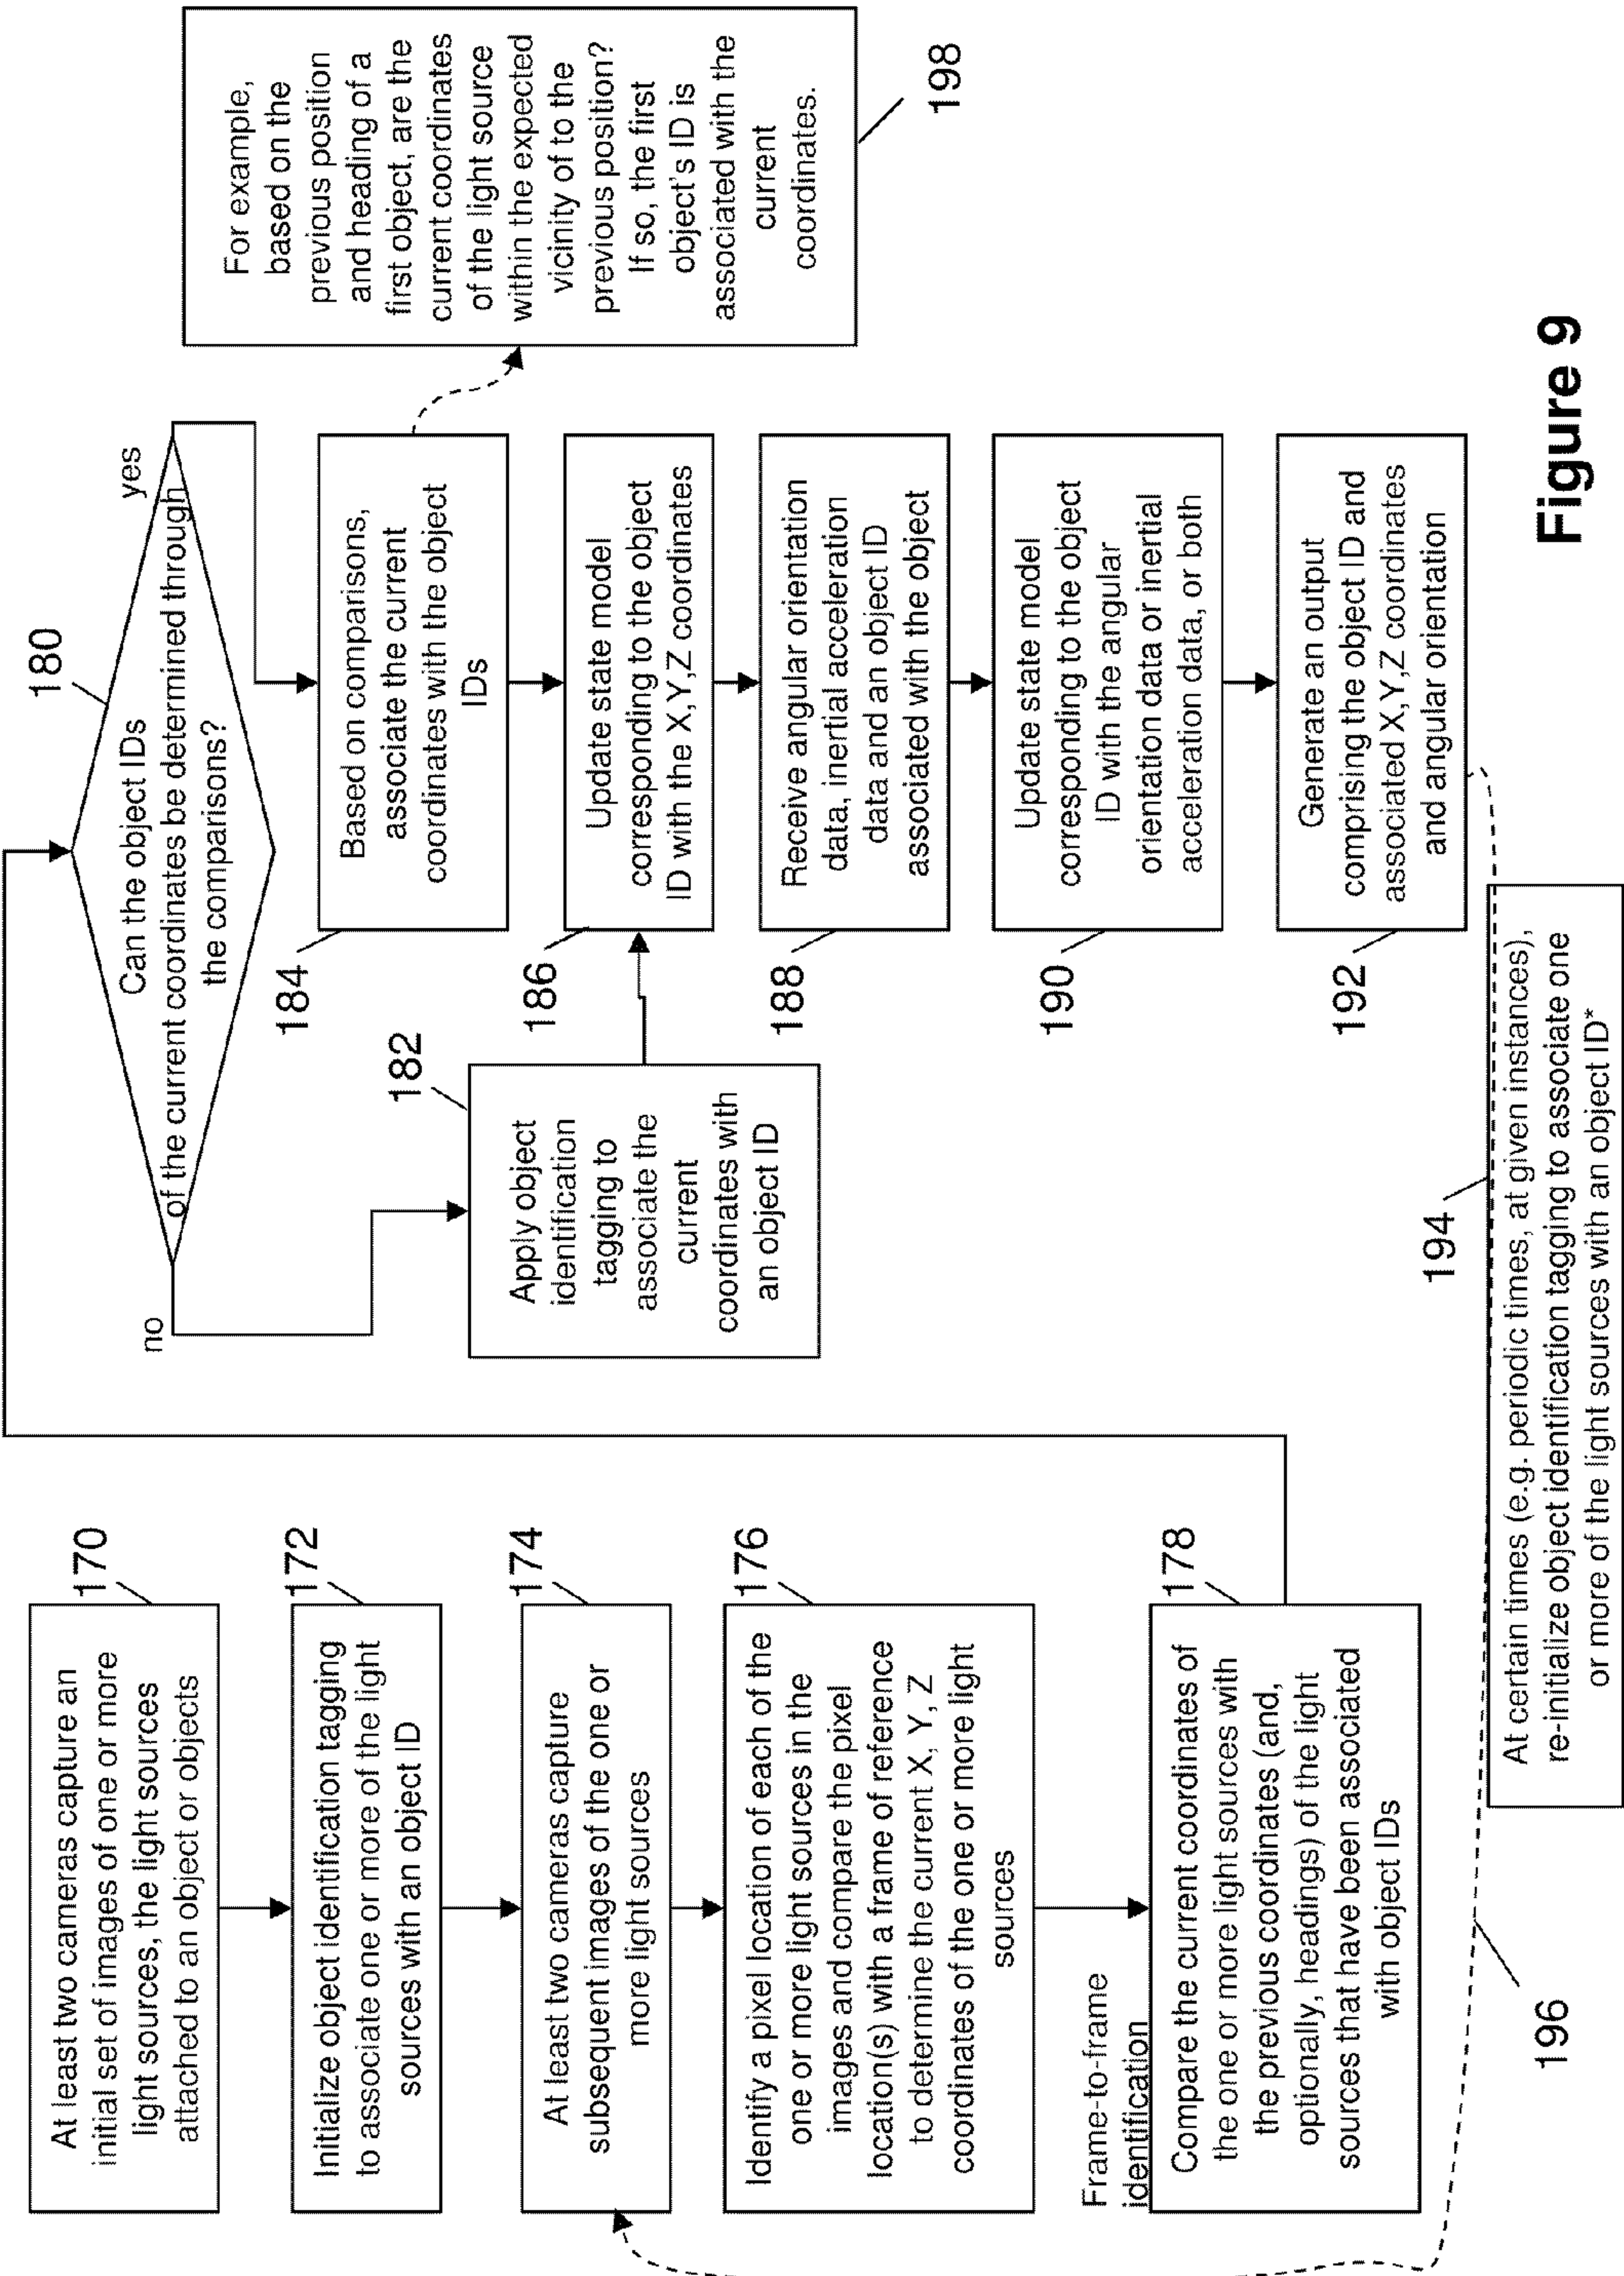 At least two cameras capture an
initial set of images of one or more
light sources, the light sources
attached to an object or objects
170
Initialize object identification tagging
to associate one or more of the light
sources with an object ID
172
At least two cameras capture
subsequent images of the one or
more light sources
174
Identify a pixel location of each of the
one or more light sources in the
images and compare the pixel
location(s) with a frame of reference
to determine the current X, Y, Z
coordinates of the one or more light
sources
176
Frame-to-frame
identification
Compare the current coordinates of
the one or more light sources with
the previous coordinates (and,
optionally, headings) of the light
sources that have been associated
with object IDs
178
180
Can the object IDs
of the current coordinates be determined through
the comparisons?
no
yes
Apply object
identification
tagging to
associate the
current
coordinates with
an object ID
182
Based on comparisons,
associate the current
coordinates with the object
IDs
184
Update state model
corresponding to the object
ID with the X,Y,Z coordinates
186
Receive angular orientation
data, inertial acceleration
data and an object ID
associated with the object
188
Update state model
corresponding to the object
ID with the angular
orientation data or inertial
acceleration data, or both
190
Generate an output
comprising the object ID and
associated X,Y,Z coordinates
and angular orientation
192
For example,
based on the
previous position
and heading of a
first object, are the
current coordinates
of the light source
within the expected
vicinity of to the
previous position?
If so, the first
object's ID is
associated with the
current
coordinates.
198
194
At certain times (e.g. periodic times, at given instances),
re-initialize object identification tagging to associate one
or more of the light sources with an object ID*
196
Figure 9